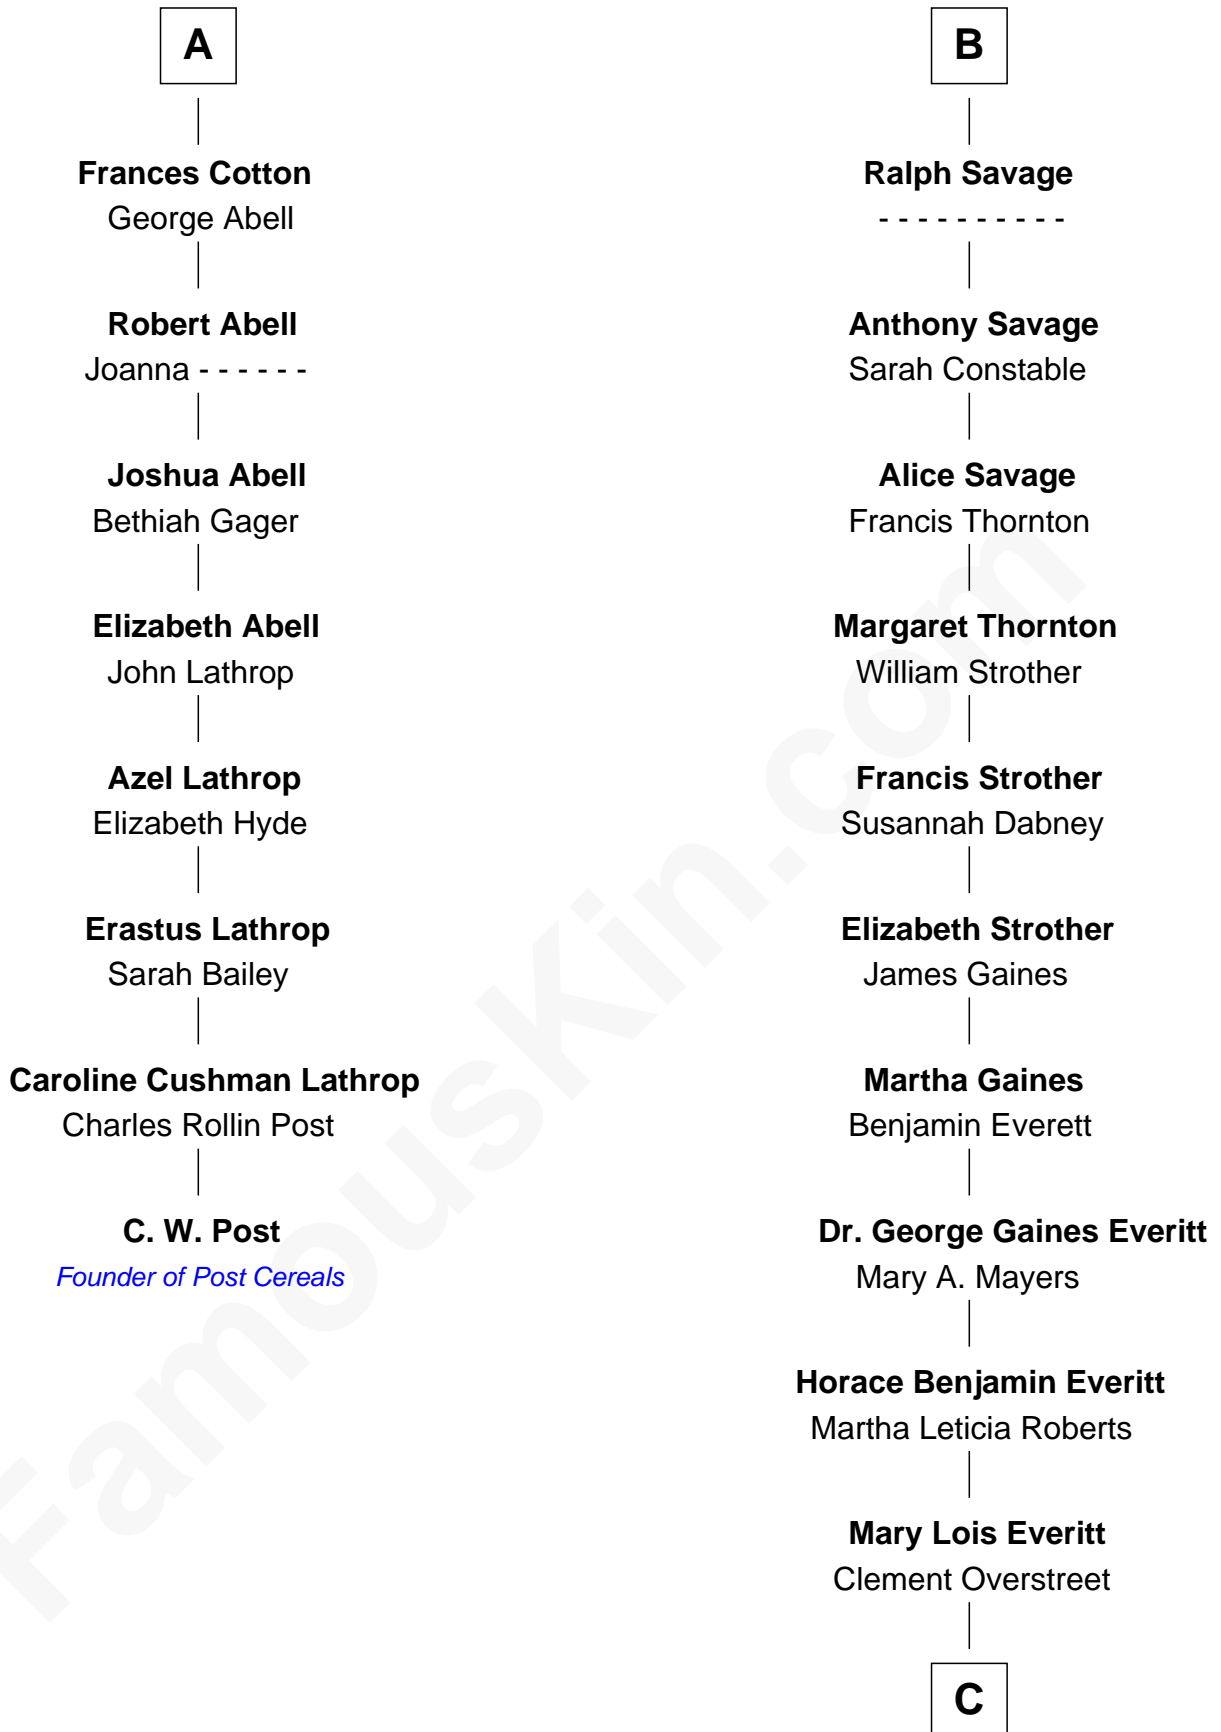 A
Frances Cotton
George Abell
Robert Abell
Joanna - - - - - -
Joshua Abell
Bethiah Gager
Elizabeth Abell
John Lathrop
Azel Lathrop
Elizabeth Hyde
Erastus Lathrop
Sarah Bailey
Caroline Cushman Lathrop
Charles Rollin Post
C. W. Post
Founder of Post Cereals
B
Ralph Savage
- - - - - - - - - -
Anthony Savage
Sarah Constable
Alice Savage
Francis Thornton
Margaret Thornton
William Strother
Francis Strother
Susannah Dabney
Elizabeth Strother
James Gaines
Martha Gaines
Benjamin Everett
Dr. George Gaines Everitt
Mary A. Mayers
Horace Benjamin Everitt
Martha Leticia Roberts
Mary Lois Everitt
Clement Overstreet
C
FamousKin.com